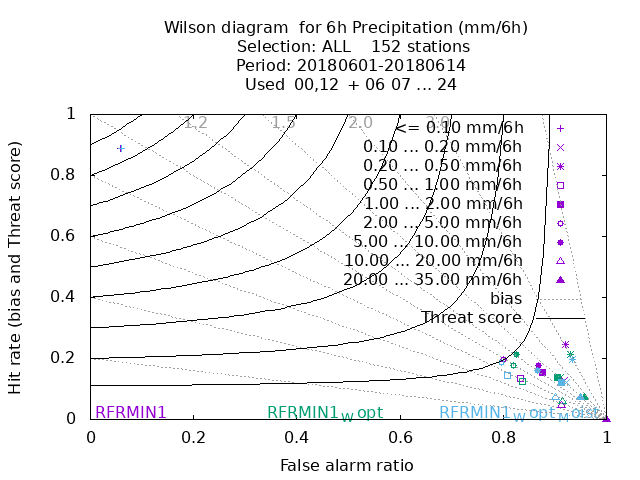 Wilson diagram for 6h Precipitation (mm/6h)
Selection: ALL 152 stations
Period: 20180601-20180614
Used 00,12 + 06 07 ... 24
Hit rate (bias and Threat score)
1
0.8
0.6
0.4
0.2
0
1.2
1.5
2.0
<= 0.10 mm/6h
0.10 ... 0.20 mm/6h
0.20 ... 0.50 mm/6h
0.50 ... 1.00 mm/6h
1.00 ... 2.00 mm/6h
2.00 ... 5.00 mm/6h
5.00 ... 10.00 mm/6h
10.00 ... 20.00 mm/6h
20.00 ... 35.00 mm/6h
bias
Threat score
RFRMIN1 RFRMIN1W opt RFRMIN1W opt
0 0.2 0.4 0.6 0.8 1
False alarm ratio